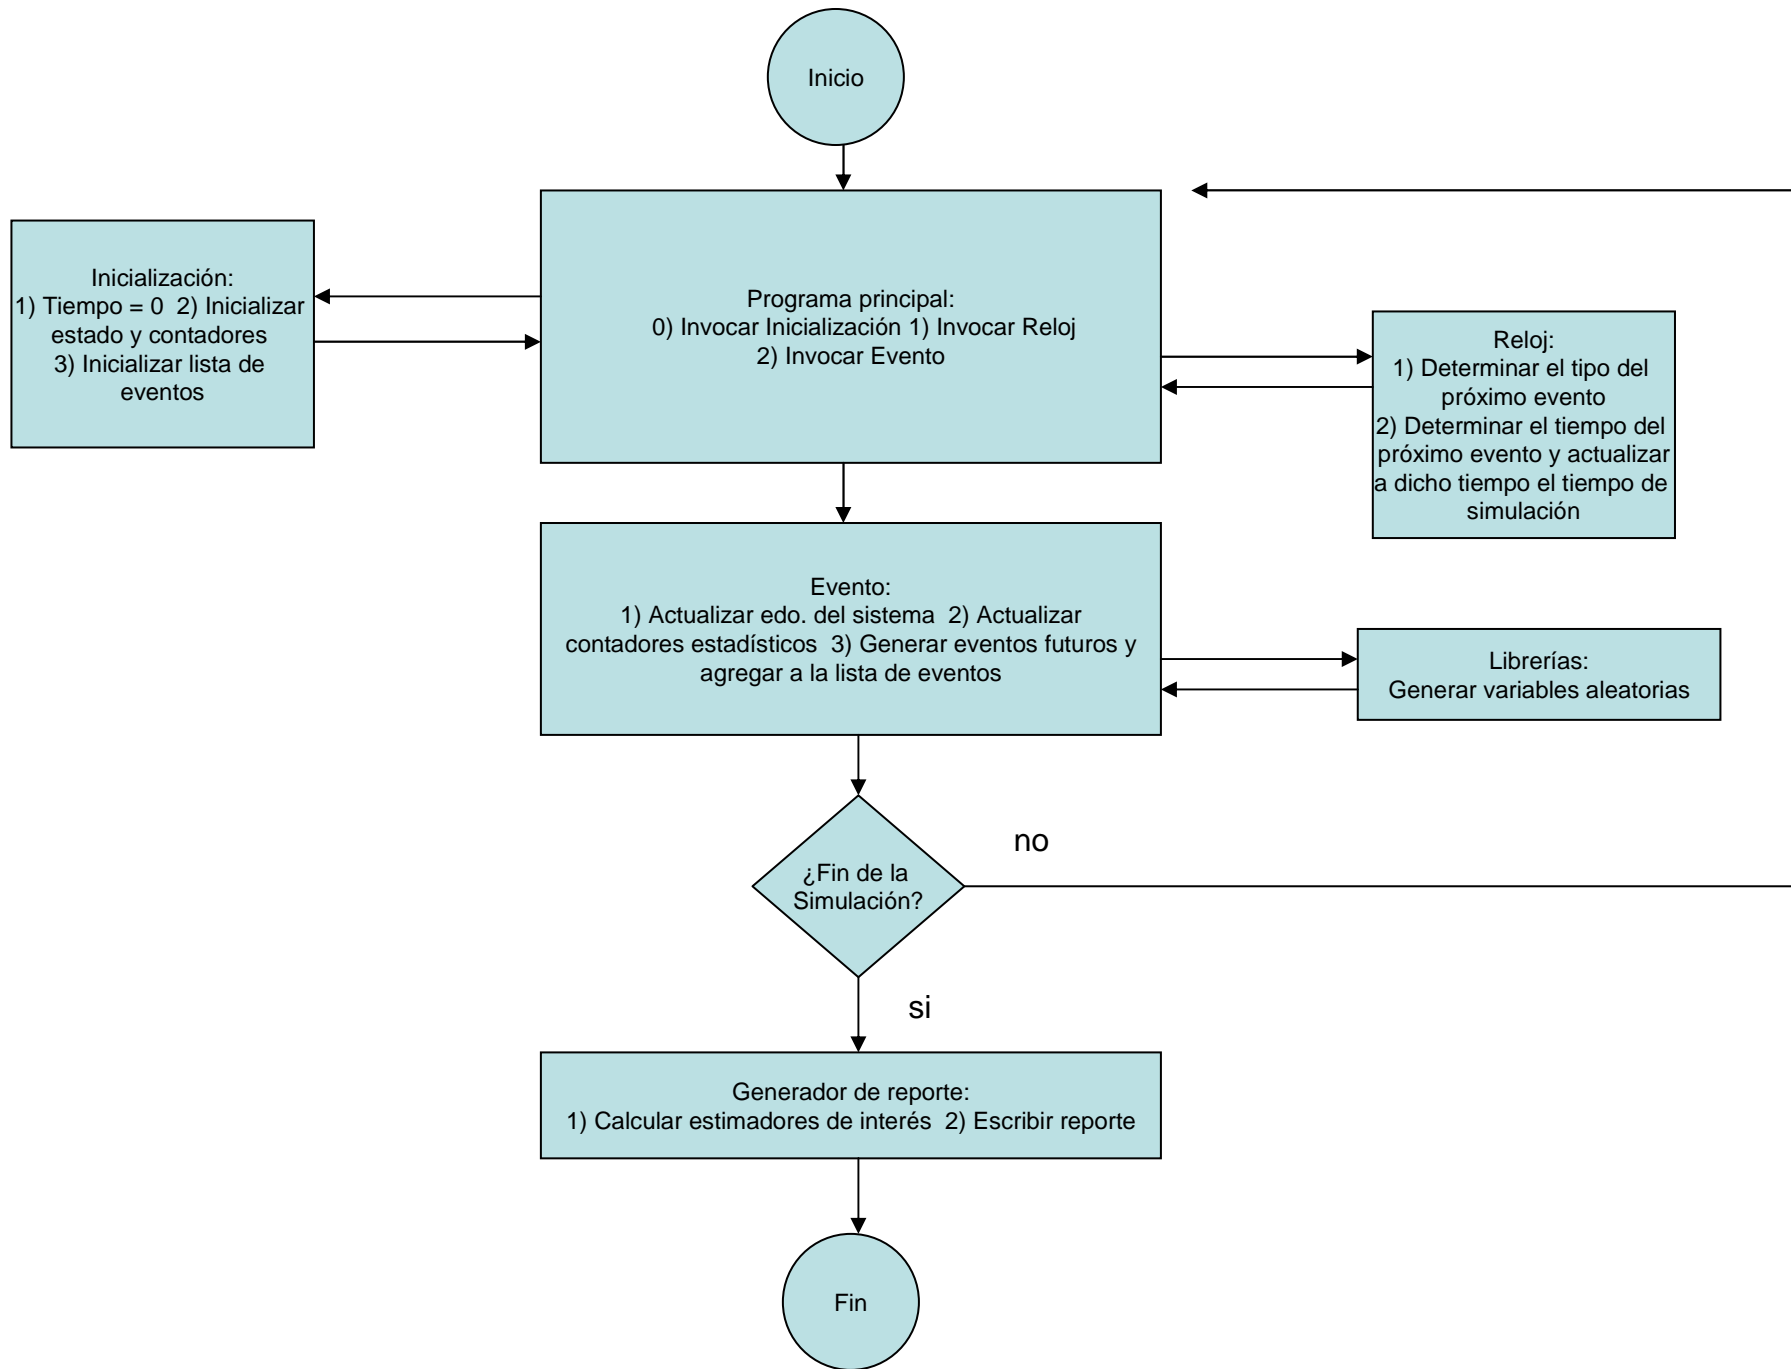 Inicio
Inicialización:
1) Tiempo = 0  2) Inicializar
estado y contadores
3) Inicializar lista de
eventos
Programa principal:
0) Invocar Inicialización 1) Invocar Reloj
2) Invocar Evento
Reloj:
1) Determinar el tipo del
próximo evento
2) Determinar el tiempo del
próximo evento y actualizar
a dicho tiempo el tiempo de
simulación
Evento:
1) Actualizar edo. del sistema  2) Actualizar
contadores estadísticos  3) Generar eventos futuros y
agregar a la lista de eventos
Librerías:
Generar variables aleatorias
¿Fin de la
Simulación?
no
si
Generador de reporte:
1) Calcular estimadores de interés  2) Escribir reporte
Fin